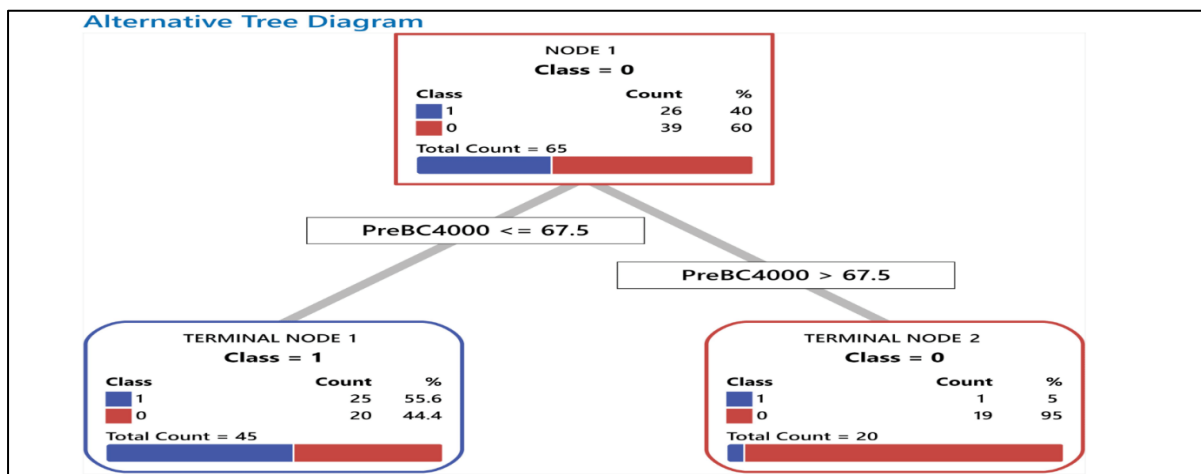 Alternative Tree Diagram
NODE 1
Class = 0
Class Count %
1 26 40
0 39 60
Total Count = 65
PreBC4000 <= 67.5
PreBC4000 > 67.5
TERMINAL NODE 1
Class = 1
Class Count %
1 25 55.6
0 20 44.4
Total Count = 45
TERMINAL NODE 2
Class = 0
Class Count %
1 1 5
0 19 95
Total Count = 20